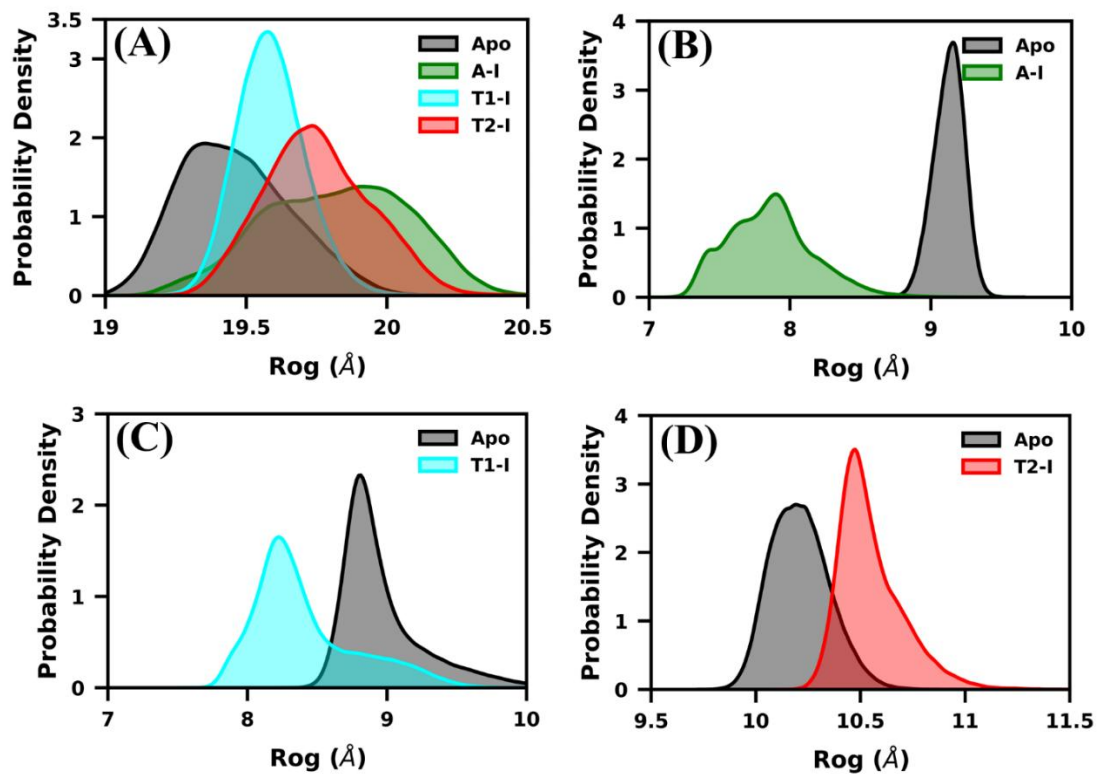 (A)
Probability Density
3.5
3
2
1
0
Apo
A-I
T1-I
T2-I
19
19.5
20
20.5
Rog (Å)
(B)
Probability Density
4
3
2
1
0
Apo
A-I
7
8
9
10
Rog (Å)
(C)
Probability Density
3
2
1
0
Apo
T1-I
7
8
9
10
Rog (Å)
(D)
Probability Density
4
3
2
1
0
Apo
T2-I
9.5
10
10.5
11
11.5
Rog (Å)